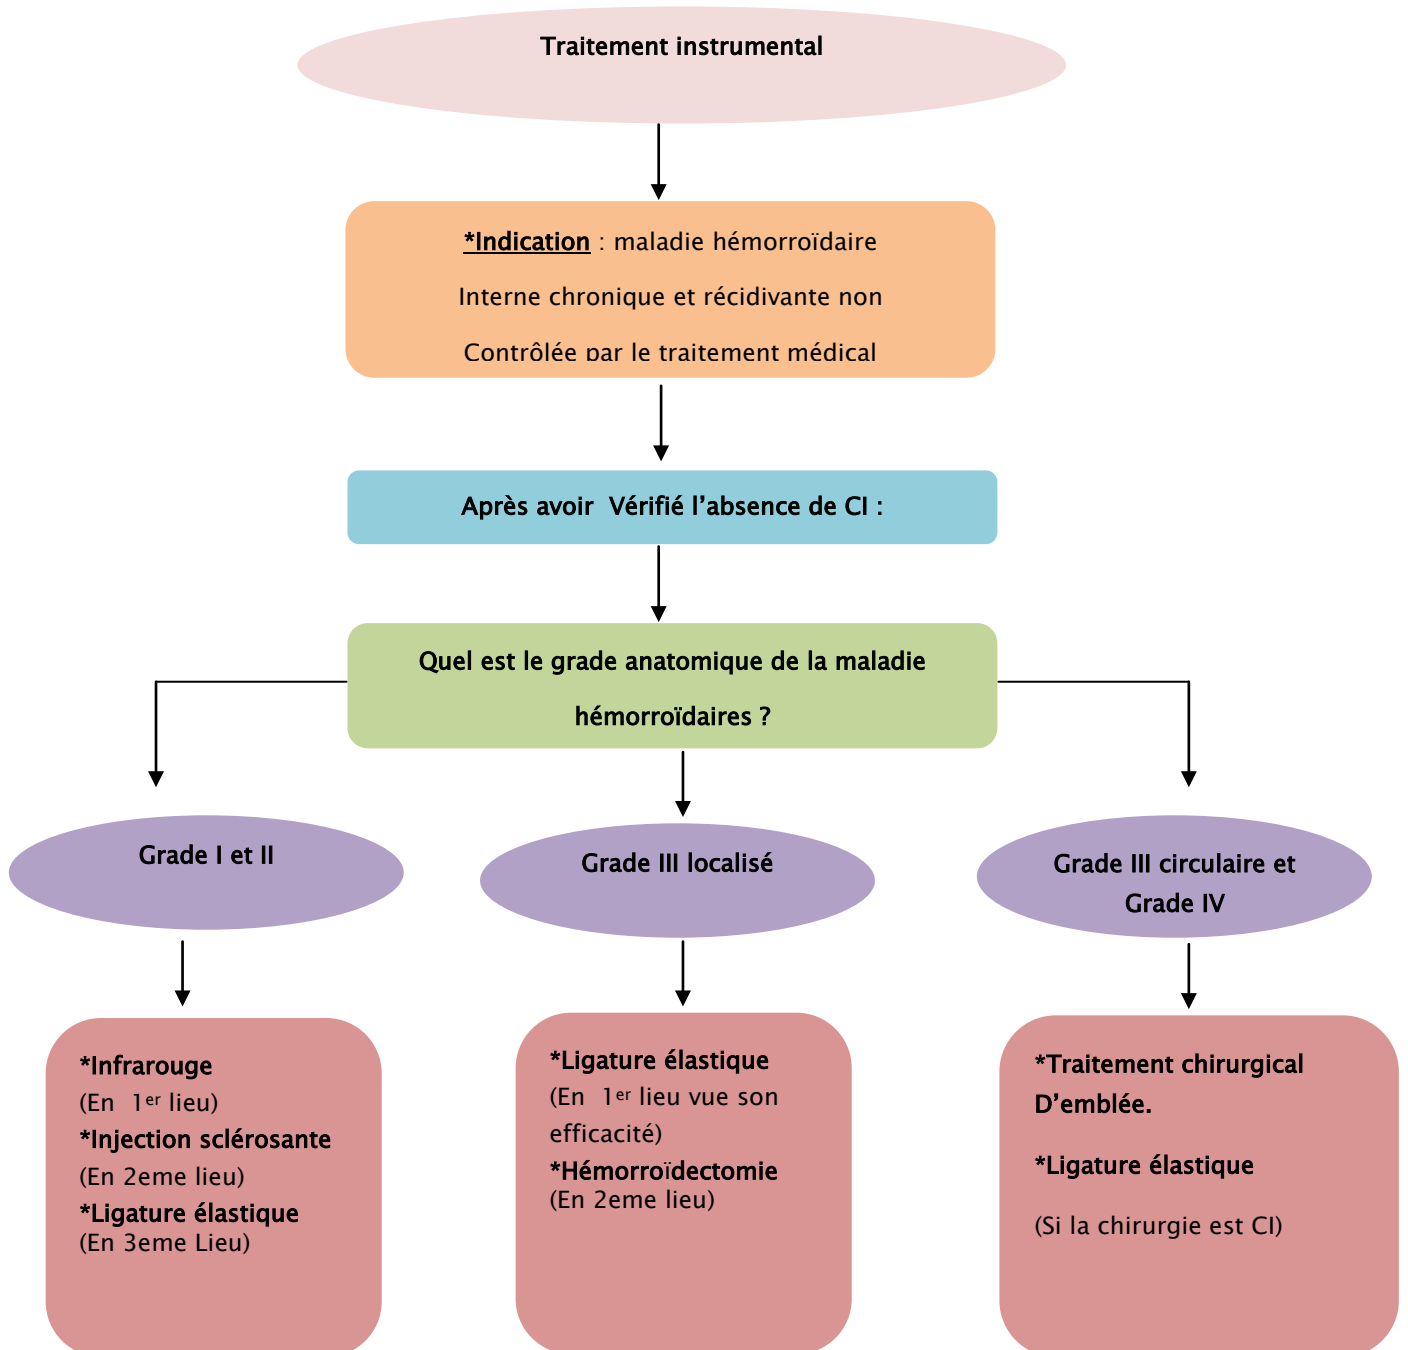 Traitement instrumental
*Indication : maladie hémorroïdaire
Interne chronique et récidivante non
Contrôlée par le traitement médical
Après avoir Vérifié l’absence de CI :
Quel est le grade anatomique de la maladie
hémorroïdaires ?
Grade I et II
Grade III localisé
Grade III circulaire et
Grade IV
*Infrarouge
(En 1er lieu)
*Injection sclérosante
(En 2eme lieu)
*Ligature élastique
(En 3eme Lieu)
*Ligature élastique
(En 1er lieu vue son
efficacité)
*Hémorroïdectomie
(En 2eme lieu)
*Traitement chirurgical
D’emblée.
*Ligature élastique
(Si la chirurgie est CI)